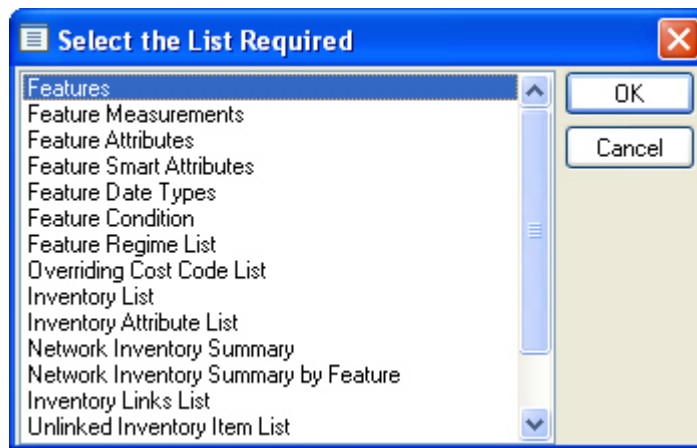 Select the List Required
Features
OK
Feature Measurements
Feature Attributes
Cancel
Feature Smart Attributes
Feature Date Types
Feature Condition
Feature Regime List
Overriding Cost Code List
Inventory List
Inventory Attribute List
Network Inventory Summary
Network Inventory Summary by Feature
Inventory Links List
Unlinked Inventory Item List